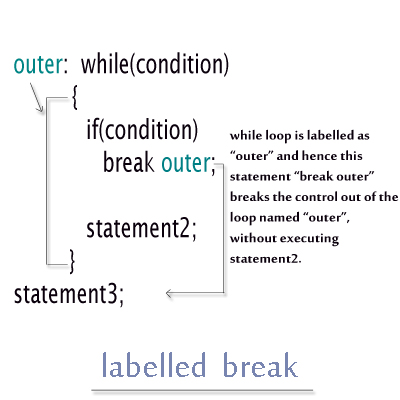 outer: while(condition)
{
if(condition)
break outer;
statement2;
}
statement3;
while loop is labelled as
“outer” and hence this
statement “break outer”
breaks the control out of the
loop named “outer”,
without executing
statement2.
labelled break